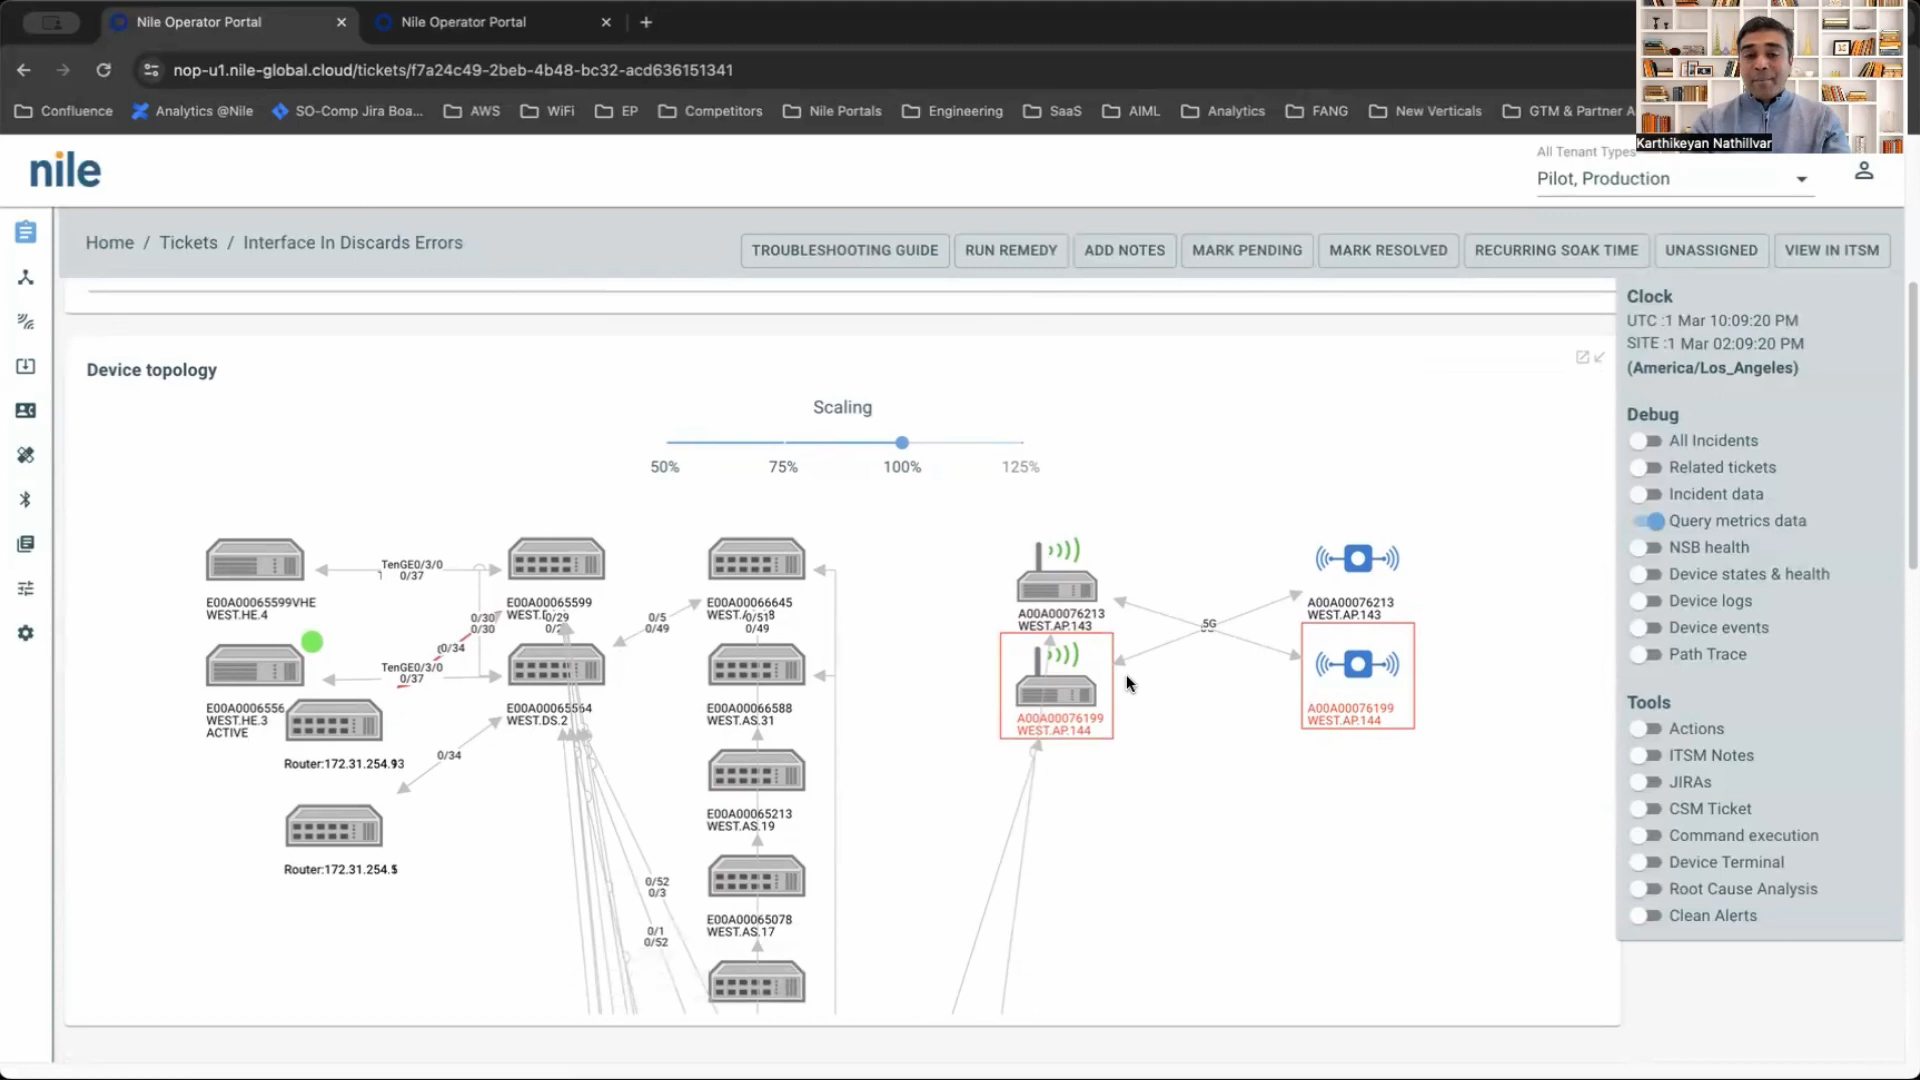 Nile Operator Portal
Nile Operator Portal
nop-u1.nile-global.cloud/tickets/f7a24c49-2beb-4b48-bc32-acd636151341
Confluence
Analytics @Nile
SO-Comp Jira Boa...
AWS
WiFi
EP
Competitors
Nile Portals
Engineering
SaaS
AIML
Analytics
FANG
New Verticals
GTM & Partner A
Karthikeyan Nathillvar
nile
All Tenant Types
Pilot, Production
Home / Tickets / Interface In Discards Errors
TROUBLESHOOTING GUIDE
RUN REMEDY
ADD NOTES
MARK PENDING
MARK RESOLVED
RECURRING SOAK TIME
UNASSIGNED
VIEW IN ITSM
Device topology
Scaling
50%
75%
100%
125%
E00A00065599VHE
WEST.HE.4
TenGE0/3/0
0/37
E00A00065599
0/29
0/30
0/30
0/34
TenGE0/3/0
0/37
E00A0006556
WEST.HE.3
ACTIVE
E00A00065564
WEST.DS.2
0/5
0/49
E00A00066645
0/51
0/49
E00A00066588
WEST.AS.31
0/34
Router:172.31.254.
Router:172.31.254.
E00A00065213
WEST.AS.19
0/52
0/3
E00A00065078
WEST.AS.17
0/1
0/52
A00A00076213
WEST.AP.143
A00A00076199
WEST.AP.144
5G
A00A00076213
WEST.AP.143
A00A00076199
WEST.AP.144
Clock
UTC :1 Mar 10:09:20 PM
SITE :1 Mar 02:09:20 PM
(America/Los_Angeles)
Debug
All Incidents
Related tickets
Incident data
Query metrics data
NSB health
Device states & health
Device logs
Device events
Path Trace
Tools
Actions
ITSM Notes
JIRAs
CSM Ticket
Command execution
Device Terminal
Root Cause Analysis
Clean Alerts